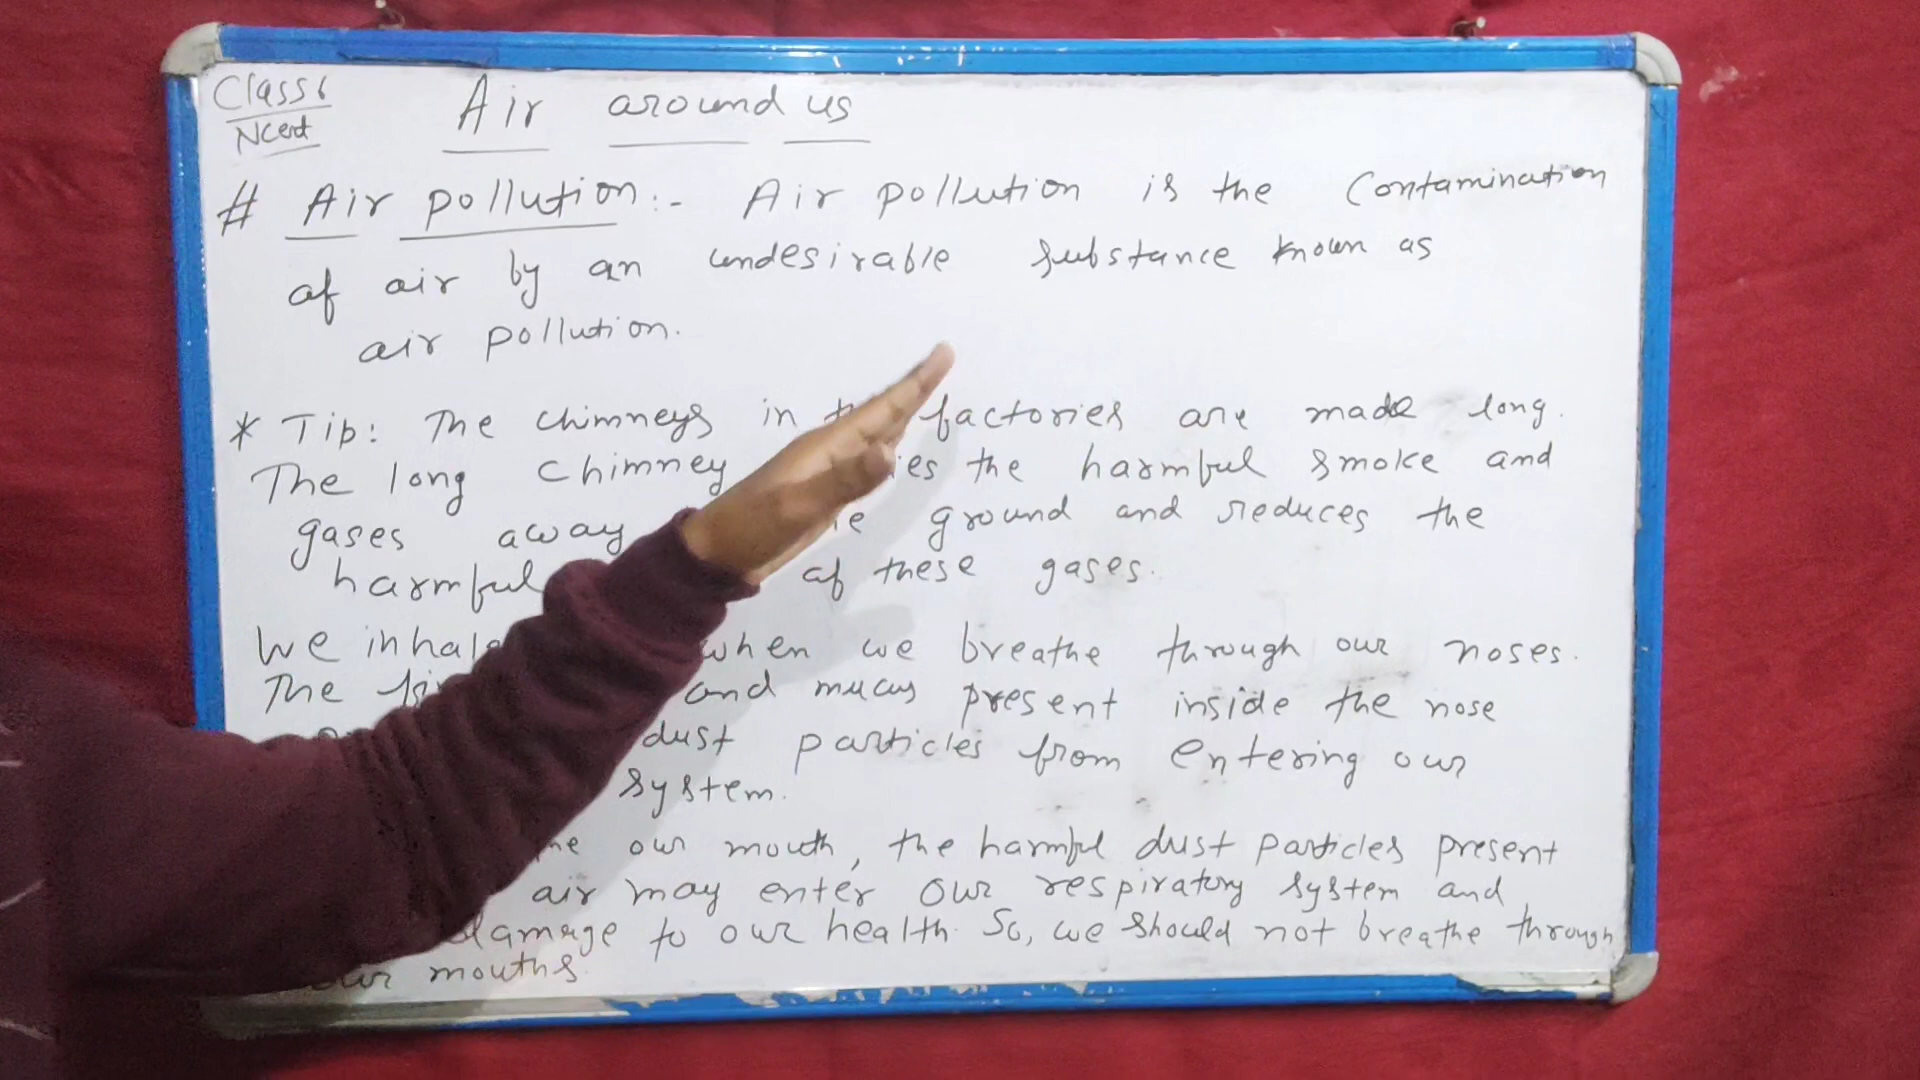 Class 6
Ncert
Air around us
# Air pollution:- Air pollution is the Contamination
of air by an undesirable substance known as
air pollution.
* Tip: The chimneys in factories are made long.
The long chimney the harmful smoke and
gases away ground and reduces the
harmful of these gases.
We inhale when we breathe through our noses.
The and mucus present inside the nose
dust particles from entering our
system.
our mouth, the harmful dust particles present
air may enter our respiratory system and
damage to our health. So, we should not breathe through
our mouths.